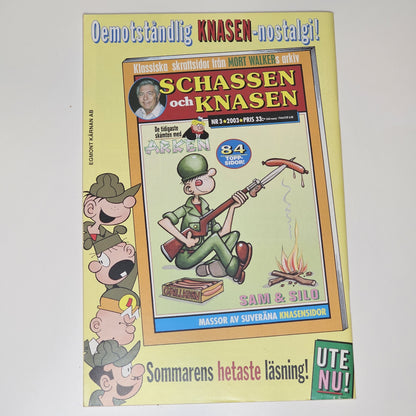 Oemotståndlig KNASEN-nostalgi!
Klassiska skrattsidor från MORT WALKERs arkiv
SCHASSEN
och KNASEN
NR 3 ★ 2003 ★ PRIS 33:-
De tidigaste
skämten med
ARKEN
84
TOPP-
SIDOR!
SAM & SILO
MASSOR AV SUVERÄNA KNASENSIDOR
EGMONT KÄRNAN AB
Sommarens hetaste läsning!
UTE
NU!